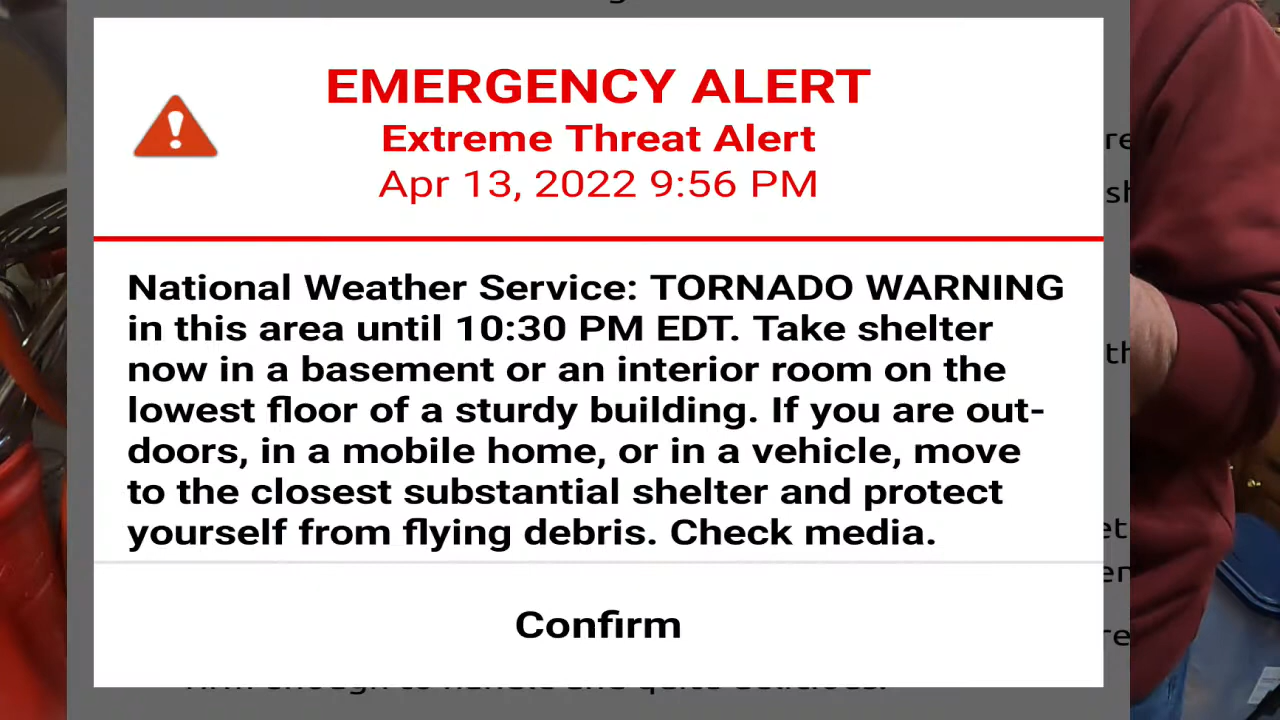 EMERGENCY ALERT
Extreme Threat Alert
Apr 13, 2022 9:56 PM
National Weather Service: TORNADO WARNING
in this area until 10:30 PM EDT. Take shelter
now in a basement or an interior room on the
lowest floor of a sturdy building. If you are out-
doors, in a mobile home, or in a vehicle, move
to the closest substantial shelter and protect
yourself from flying debris. Check media.
Confirm